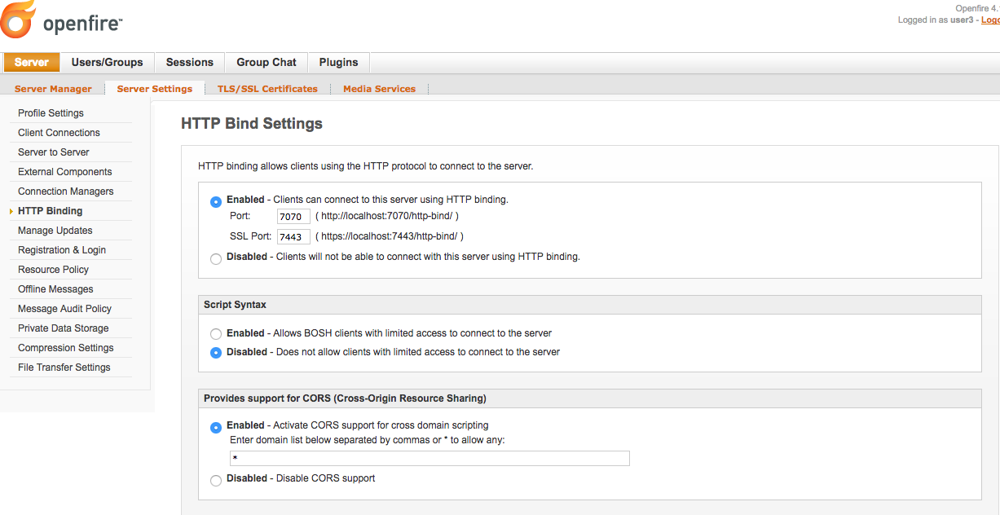 Openfire 4.
openfire™
Logged in as user3 -
Server Users/Groups Sessions Group Chat Plugins
Server Manager Server Settings TLS/SSL Certificates Media Services
Profile Settings
Client Connections
Server to Server
External Components
Connection Managers
HTTP Binding
Manage Updates
Registration & Login
Resource Policy
Offline Messages
Message Audit Policy
Private Data Storage
Compression Settings
File Transfer Settings
HTTP Bind Settings
HTTP binding allows clients using the HTTP protocol to connect to the server.
Enabled - Clients can connect to this server using HTTP binding.
Port: 7070 ( http://localhost:7070/http-bind/ )
SSL Port: 7443 ( https://localhost:7443/http-bind/ )
Disabled - Clients will not be able to connect with this server using HTTP binding.
Script Syntax
Enabled - Allows BOSH clients with limited access to connect to the server
Disabled - Does not allow clients with limited access to connect to the server
Provides support for CORS (Cross-Origin Resource Sharing)
Enabled - Activate CORS support for cross domain scripting
Enter domain list below separated by commas or * to allow any:
*
Disabled - Disable CORS support